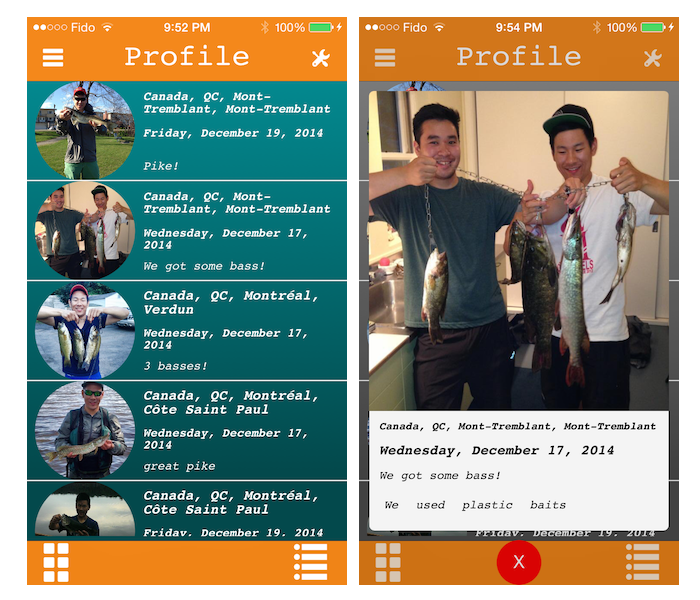 Fido 9:52 PM 100%
Profile
Canada, QC, Mont-
Tremblant, Mont-Tremblant
Friday, December 19, 2014
Pike!
Canada, QC, Mont-
Tremblant, Mont-Tremblant
Wednesday, December 17,
2014
We got some bass!
Canada, QC, Montréal,
Verdun
Wednesday, December 17,
2014
3 basses!
Canada, QC, Montréal,
Côte Saint Paul
Wednesday, December 17,
2014
great pike
Canada, QC, Montréal,
Côte Saint Paul
Friday, December 19, 2014
Fido 9:54 PM 100%
Profile
Canada, QC, Mont-Tremblant, Mont-Tremblant
Wednesday, December 17, 2014
We got some bass!
We used plastic baits
Friday, December 19, 2014
X